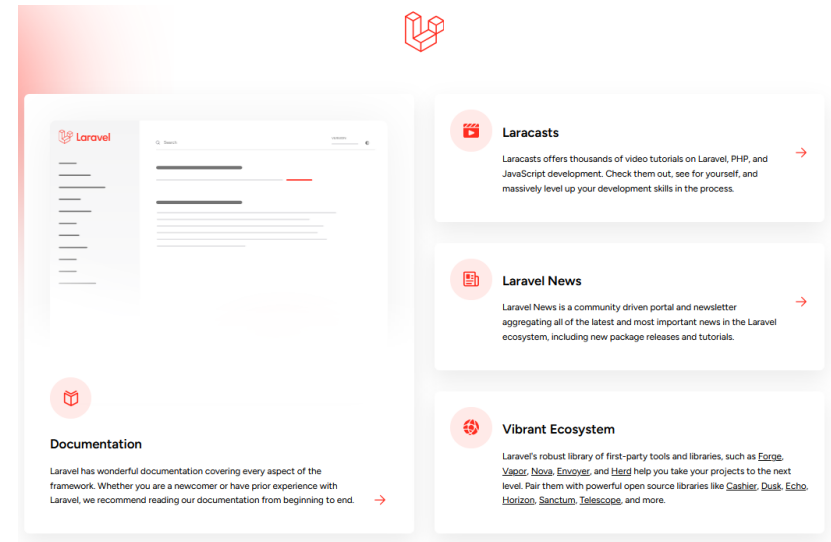 Laravel
Search
Documentation
Laravel has wonderful documentation covering every aspect of the
framework. Whether you are a newcomer or have prior experience with
Laravel, we recommend reading our documentation from beginning to end.
Laracasts
Laracasts offers thousands of video tutorials on Laravel, PHP, and
JavaScript development. Check them out, see for yourself, and
massively level up your development skills in the process.
Laravel News
Laravel News is a community driven portal and newsletter
aggregating all of the latest and most important news in the Laravel
ecosystem, including new package releases and tutorials.
Vibrant Ecosystem
Laravel's robust library of first-party tools and libraries, such as Forge,
Vapor, Nova, Envoyer, and Herd help you take your projects to the next
level. Pair them with powerful open source libraries like Cashier, Dusk, Echo,
Horizon, Sanctum, Telescope, and more.